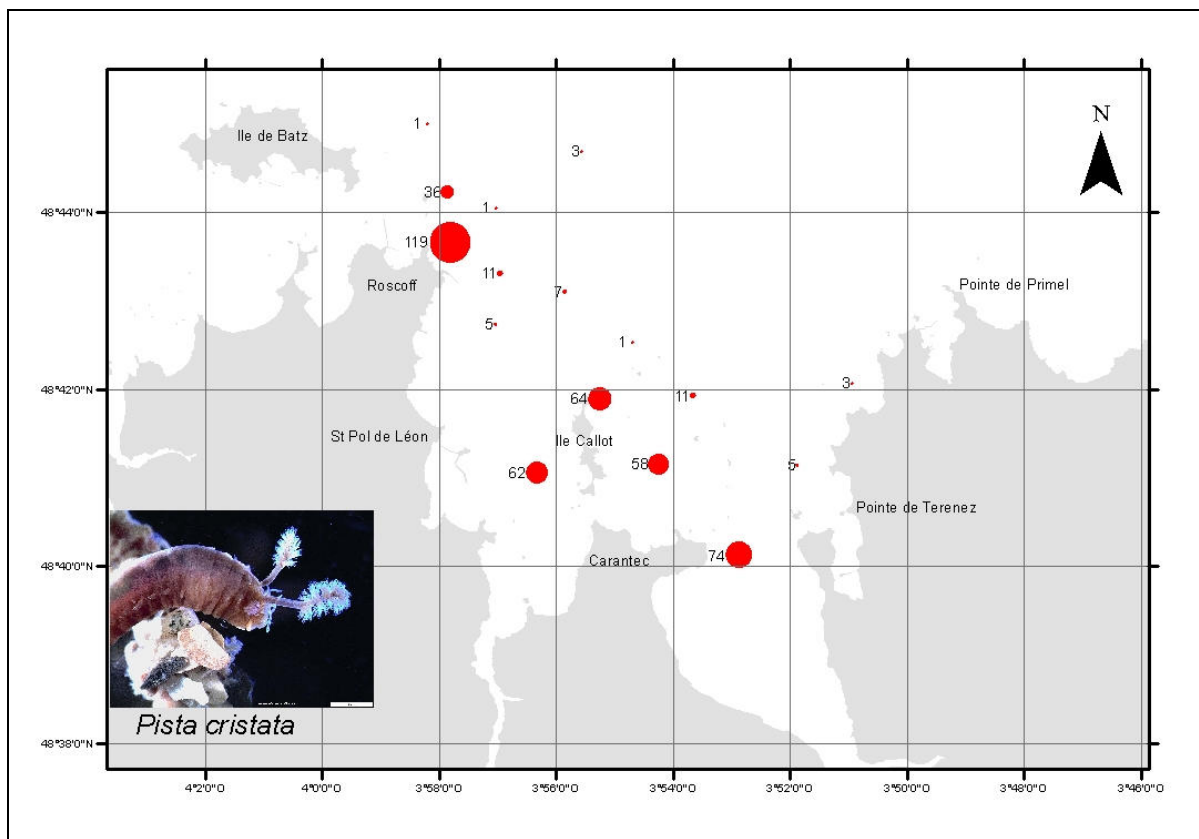 N
1
Ile de Batz
3
36
1
48°44'0"N
119
11
Roscoff
Pointe de Primel
7
5
1
3
48°42'0"N
64
11
St Pol de Léon
Ile Callot
62
58
5
Pointe de Terenez
74
Carantec
48°40'0"N
Pista cristata
48°38'0"N
4°2'0"O 4°0'0"O 3°58'0"O 3°56'0"O 3°54'0"O 3°52'0"O 3°50'0"O 3°48'0"O 3°46'0"O